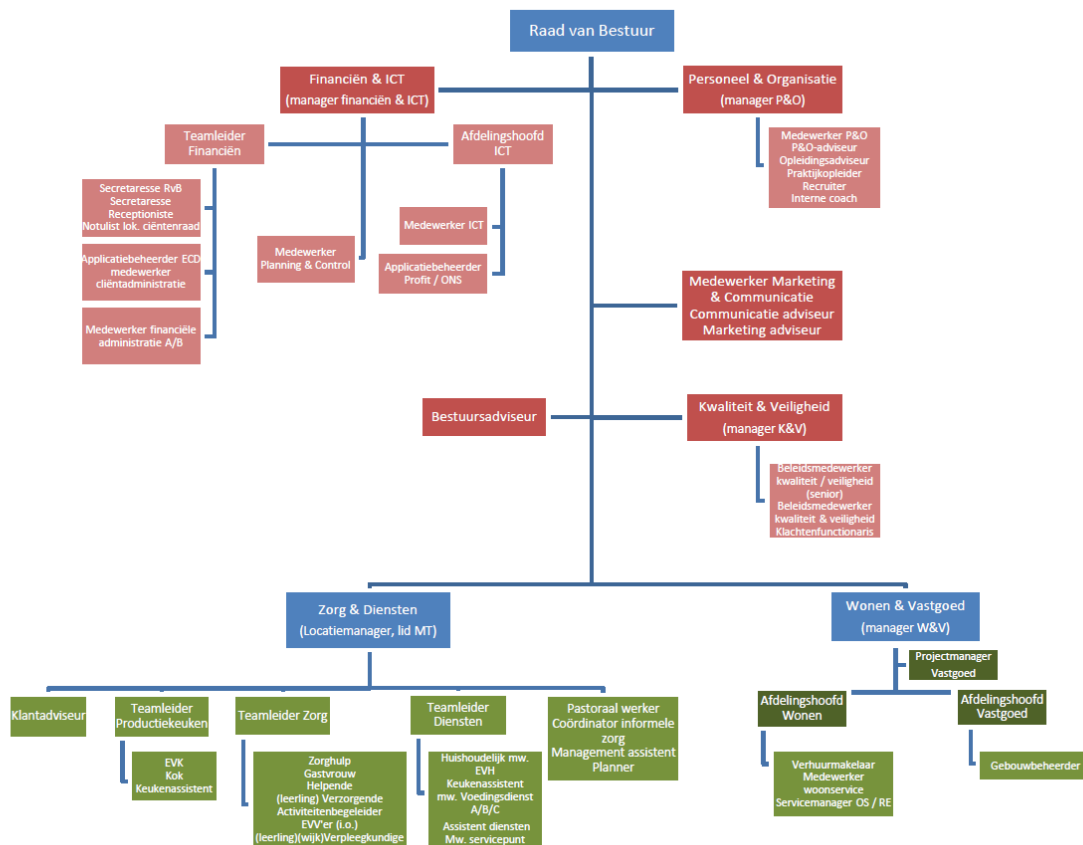 Raad van Bestuur
Financiën & ICT
(manager financiën & ICT)
Personeel & Organisatie
(manager P&O)
Teamleider
Financiën
Afdelingshoofd
ICT
Medewerker P&O
P&O-adviseur
Opleidingsadviseur
Praktijkopleider
Recruiter
Interne coach
Secretaresse RvB
Secretaresse
Receptioniste
Notulist lok. ciëntenraad
Medewerker ICT
Medewerker
Planning & Control
Applicatiebeheerder ECD
medewerker
cliëntadministratie
Applicatiebeheerder
Profit / ONS
Medewerker financiële
administratie A/B
Medewerker Marketing
& Communicatie
Communicatie adviseur
Marketing adviseur
Bestuursadviseur
Kwaliteit & Veiligheid
(manager K&V)
Beleidsmedewerker
kwaliteit / veiligheid
(senior)
Beleidsmedewerker
kwaliteit & veiligheid
Klachtenfunctionaris
Zorg & Diensten
(Locatiemanager, lid MT)
Wonen & Vastgoed
(manager W&V)
Projectmanager
Vastgoed
Klantadviseur
Teamleider
Productiekeuken
Teamleider Zorg
Teamleider
Diensten
Pastoraal werker
Coördinator informele
zorg
Management assistent
Planner
Afdelingshoofd
Wonen
Afdelingshoofd
Vastgoed
EVK
Kok
Keukenassistent
Zorghulp
Gastvrouw
Helpende
(leerling) Verzorgende
Activiteitenbegeleider
EVV'er (i.o.)
(leerling)(wijk)Verpleegkundige
Huishoudelijk mw.
EVH
Keukenassistent
mw. Voedingsdienst
A/B/C
Assistent diensten
Mw. servicepunt
Verhuurmakelaar
Medewerker
woonservice
Servicemanager OS / RE
Gebouwbeheerder